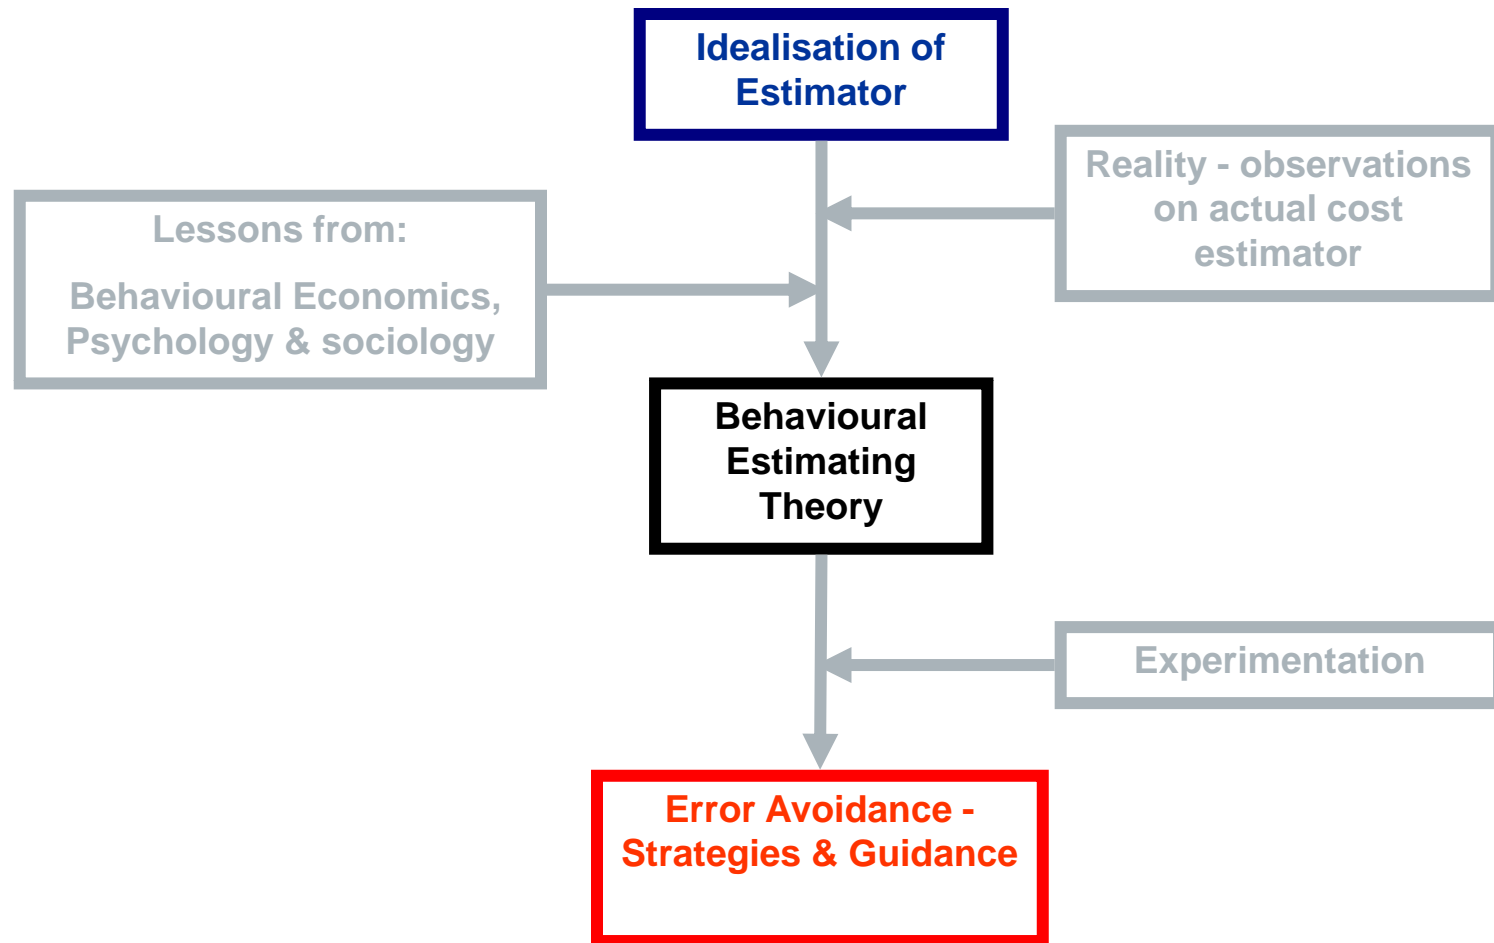 Idealisation of
Estimator
Reality - observations
on actual cost
estimator
Lessons from:
Behavioural Economics,
Psychology & sociology
Behavioural
Estimating
Theory
Experimentation
Error Avoidance -
Strategies & Guidance